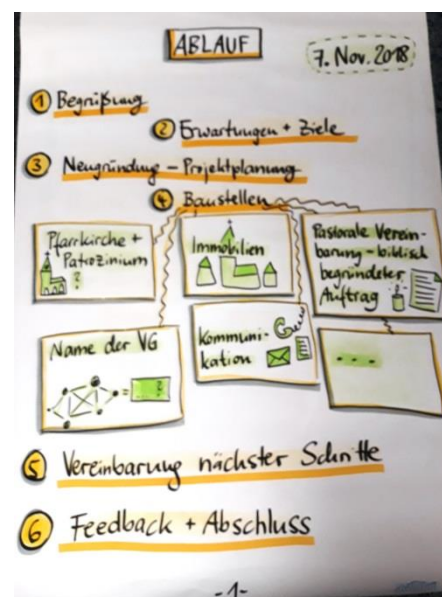 ABLAUF
7. Nov. 2018
1 Begrüßung
2 Erwartungen + Ziele
3 Neugründung - Projektplanung
4 Baustellen
Pfarrkirche +
Patrozinium
?
Immobilien
Pastorale Verein-
barung - biblisch
begründeter
Auftrag
Name der VG
= ?
Kommuni-
kation
...
5 Vereinbarung nächster Schritte
6 Feedback + Abschluss
-1-